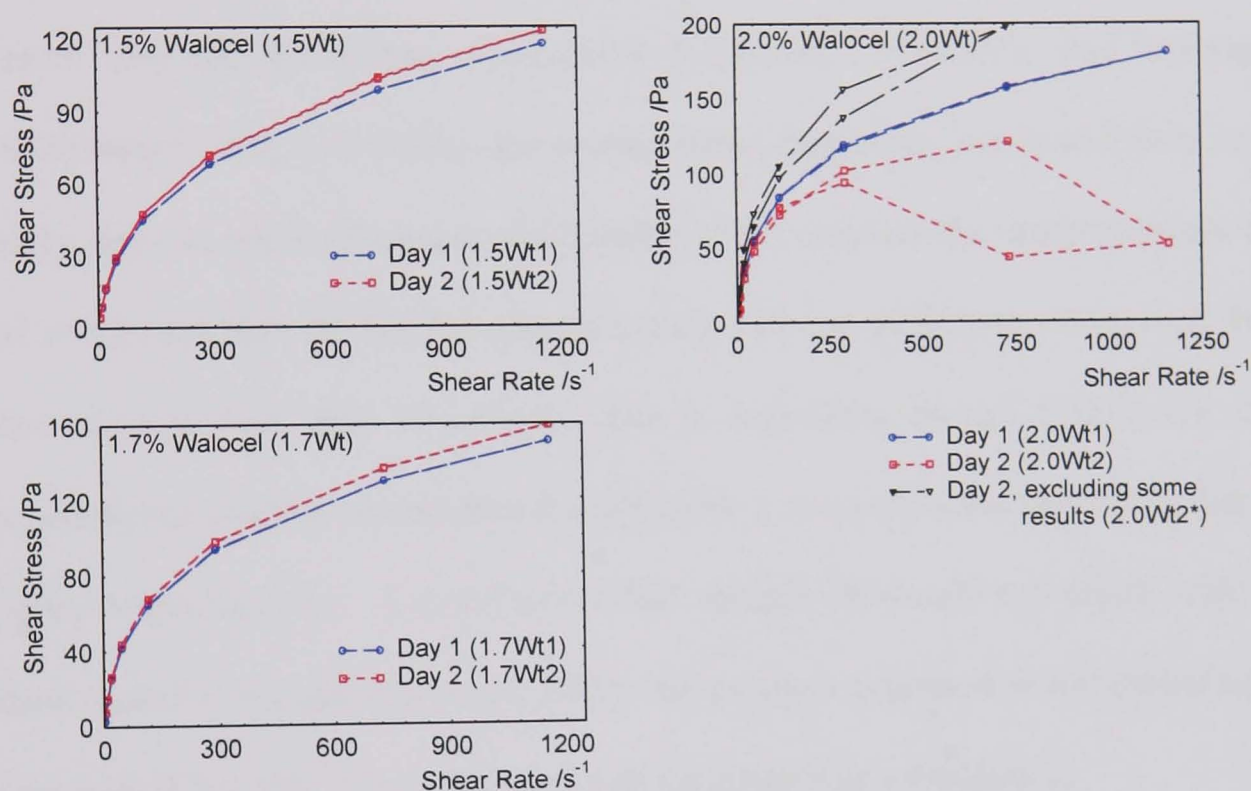 1.5% Walocel (1.5Wt)
Shear Stress /Pa
120
90
60
30
0
0 300 600 900 1200
Shear Rate /s-1
Day 1 (1.5Wt1)
Day 2 (1.5Wt2)
2.0% Walocel (2.0Wt)
Shear Stress /Pa
200
150
100
50
0
0 250 500 750 1000 1250
Shear Rate /s-1
Day 1 (2.0Wt1)
Day 2 (2.0Wt2)
Day 2, excluding some
results (2.0Wt2*)
1.7% Walocel (1.7Wt)
Shear Stress /Pa
160
120
80
40
0
0 300 600 900 1200
Shear Rate /s-1
Day 1 (1.7Wt1)
Day 2 (1.7Wt2)